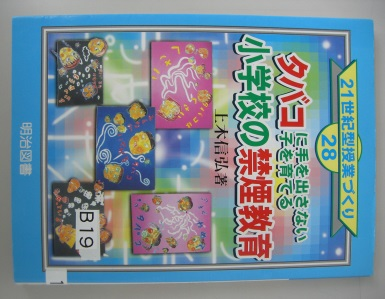 21世紀型授業づくり
28
タバコに手を出さない
子を育てる
小学校の禁煙教育
上木信弘著
明治図書
B19